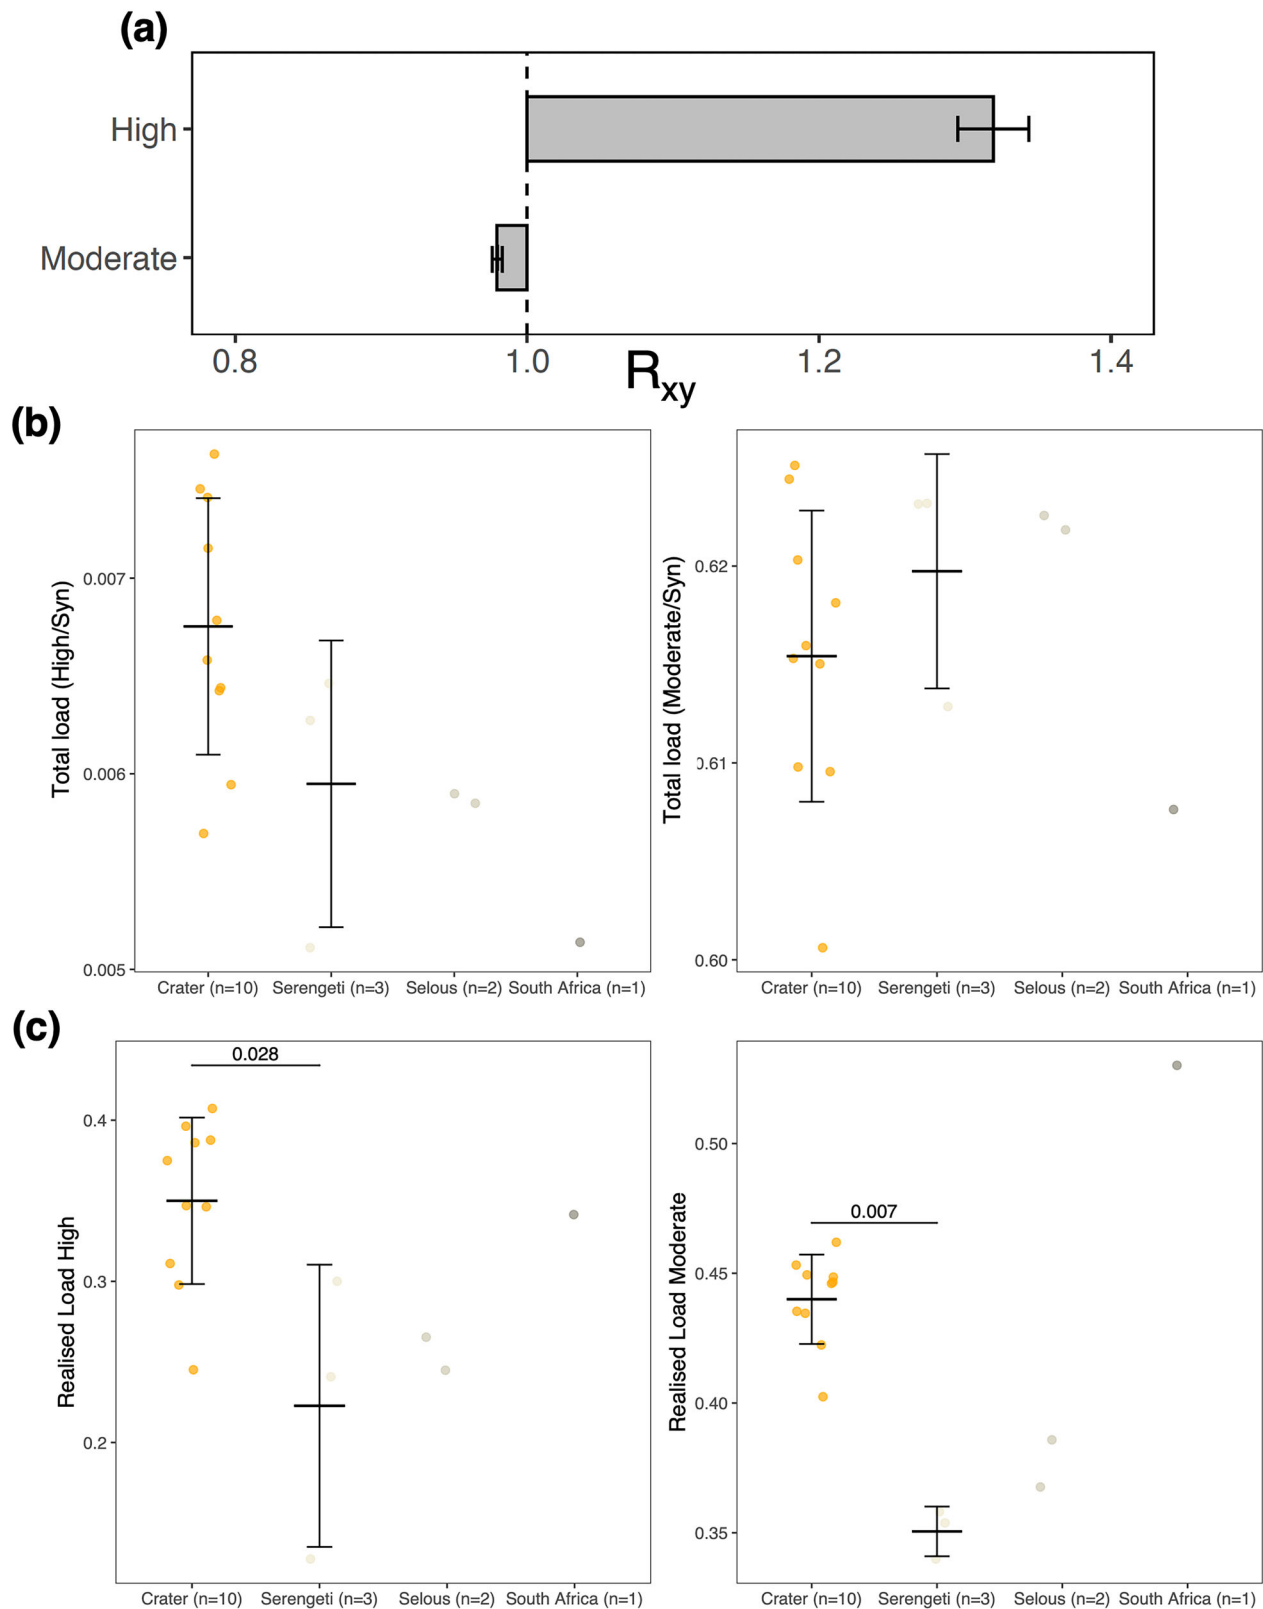 (a)
High
Moderate
0.8 1.0 1.2 1.4
Rxy
(b)
Total load (High/Syn)
0.007
0.006
0.005
Crater (n=10) Serengeti (n=3) Selous (n=2) South Africa (n=1)
Total load (Moderate/Syn)
0.62
0.61
0.60
Crater (n=10) Serengeti (n=3) Selous (n=2) South Africa (n=1)
(c)
Realised Load High
0.028
0.4
0.3
0.2
Crater (n=10) Serengeti (n=3) Selous (n=2) South Africa (n=1)
Realised Load Moderate
0.50
0.007
0.45
0.40
0.35
Crater (n=10) Serengeti (n=3) Selous (n=2) South Africa (n=1)